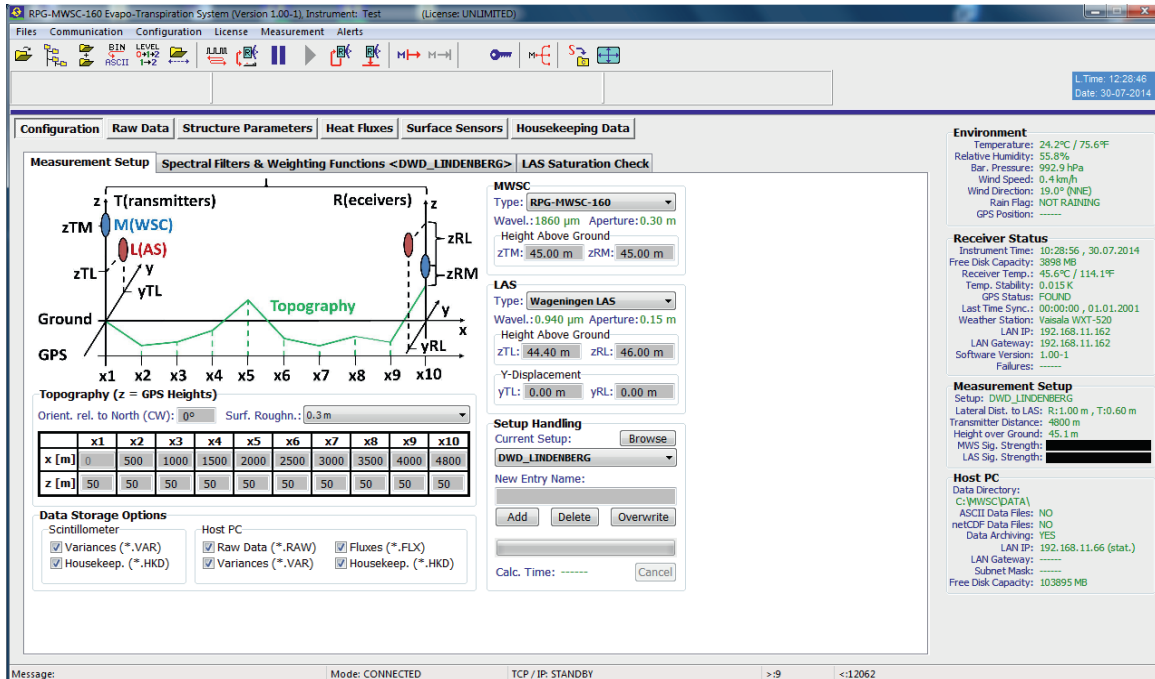 RPG-MWSC-160 Evapo-Transpiration System (Version 1.00-1), Instrument: Test (License: UNLIMITED)
Files Communication Configuration License Measurement Alerts
BIN ASCII LEVEL 0+1+2 1→2 R R R M M M S
L.Time: 12:28:46
Date: 30-07-2014
Configuration Raw Data Structure Parameters Heat Fluxes Surface Sensors Housekeeping Data
Measurement Setup Spectral Filters & Weighting Functions <DWD_LINDENBERG> LAS Saturation Check
z T(ransmitters) R(eceivers) z
zTM M(WSC)
L(AS) zRL
zTL y zRM
yTL Topography y
Ground x
GPS yRL
x1 x2 x3 x4 x5 x6 x7 x8 x9 x10
Topography (z = GPS Heights)
Orient. rel. to North (CW): 0° Surf. Roughn.: 0.3 m
x1 x2 x3 x4 x5 x6 x7 x8 x9 x10
x [m] 0 500 1000 1500 2000 2500 3000 3500 4000 4800
z [m] 50 50 50 50 50 50 50 50 50 50
Data Storage Options
Scintillometer Host PC
Variances (*.VAR) Raw Data (*.RAW) Fluxes (*.FLX)
Housekeep. (*.HKD) Variances (*.VAR) Housekeep. (*.HKD)
MWSC
Type: RPG-MWSC-160
Wavel.:1860 µm Aperture:0.30 m
Height Above Ground
zTM: 45.00 m zRM: 45.00 m
LAS
Type: Wageningen LAS
Wavel.:0.940 µm Aperture:0.15 m
Height Above Ground
zTL: 44.40 m zRL: 46.00 m
Y-Displacement
yTL: 0.00 m yRL: 0.00 m
Setup Handling
Current Setup: Browse
DWD_LINDENBERG
New Entry Name:
Add Delete Overwrite
Calc. Time: ------ Cancel
Environment
Temperature: 24.2°C / 75.6°F
Relative Humidity: 55.8%
Bar. Pressure: 992.9 hPa
Wind Speed: 0.4 km/h
Wind Direction: 19.0° (NNE)
Rain Flag: NOT RAINING
GPS Position: ------
Receiver Status
Instrument Time: 10:28:56 , 30.07.2014
Free Disk Capacity: 3898 MB
Receiver Temp.: 45.6°C / 114.1°F
Temp. Stability: 0.015 K
GPS Status: FOUND
Last Time Sync.: 00:00:00 , 01.01.2001
Weather Station: Vaisala WXT-520
LAN IP: 192.168.11.162
LAN Gateway: 192.168.11.162
Software Version: 1.00-1
Failures: ------
Measurement Setup
Setup: DWD_LINDENBERG
Lateral Dist. to LAS: R:1.00 m , T:0.60 m
Transmitter Distance: 4800 m
Height over Ground: 45.1 m
MWS Sig. Strength:
LAS Sig. Strength:
Host PC
Data Directory:
C:\MWSC\DATA\
ASCII Data Files: NO
netCDF Data Files: NO
Data Archiving: YES
LAN IP: 192.168.11.66 (stat.)
LAN Gateway: ------
Subnet Mask: ------
Free Disk Capacity: 103895 MB
Message: Mode: CONNECTED TCP / IP: STANDBY >:9 <:12062